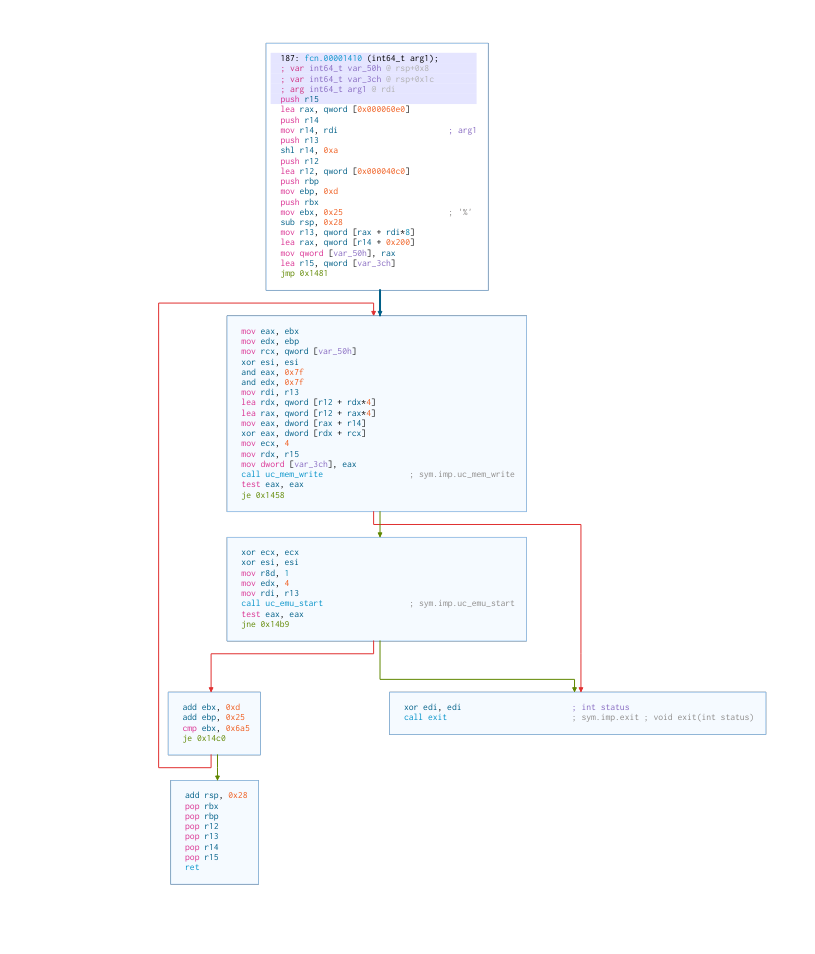 187: fcn.00001410 (int64_t arg1);
; var int64_t var_50h @ rsp+0x8
; var int64_t var_3ch @ rsp+0x1c
; arg int64_t arg1 @ rdi
push r15
lea rax, qword [0x000060e0]
push r14
mov r14, rdi ; arg1
push r13
shl r14, 0xa
push r12
lea r12, qword [0x000040c0]
push rbp
mov ebp, 0xd
push rbx
mov ebx, 0x25 ; '%'
sub rsp, 0x28
mov r13, qword [rax + rdi*8]
lea rax, qword [r14 + 0x200]
mov qword [var_50h], rax
lea r15, qword [var_3ch]
jmp 0x1481
mov eax, ebx
mov edx, ebp
mov rcx, qword [var_50h]
xor esi, esi
and eax, 0x7f
and edx, 0x7f
mov rdi, r13
lea rdx, qword [r12 + rdx*4]
lea rax, qword [r12 + rax*4]
mov eax, dword [rax + r14]
xor eax, dword [rdx + rcx]
mov ecx, 4
mov rdx, r15
mov dword [var_3ch], eax
call uc_mem_write ; sym.imp.uc_mem_write
test eax, eax
je 0x1458
xor ecx, ecx
xor esi, esi
mov r8d, 1
mov edx, 4
mov rdi, r13
call uc_emu_start ; sym.imp.uc_emu_start
test eax, eax
jne 0x14b9
add ebx, 0xd
add ebp, 0x25
cmp ebx, 0x6a5
je 0x14c0
xor edi, edi ; int status
call exit ; sym.imp.exit ; void exit(int status)
add rsp, 0x28
pop rbx
pop rbp
pop r12
pop r13
pop r14
pop r15
ret